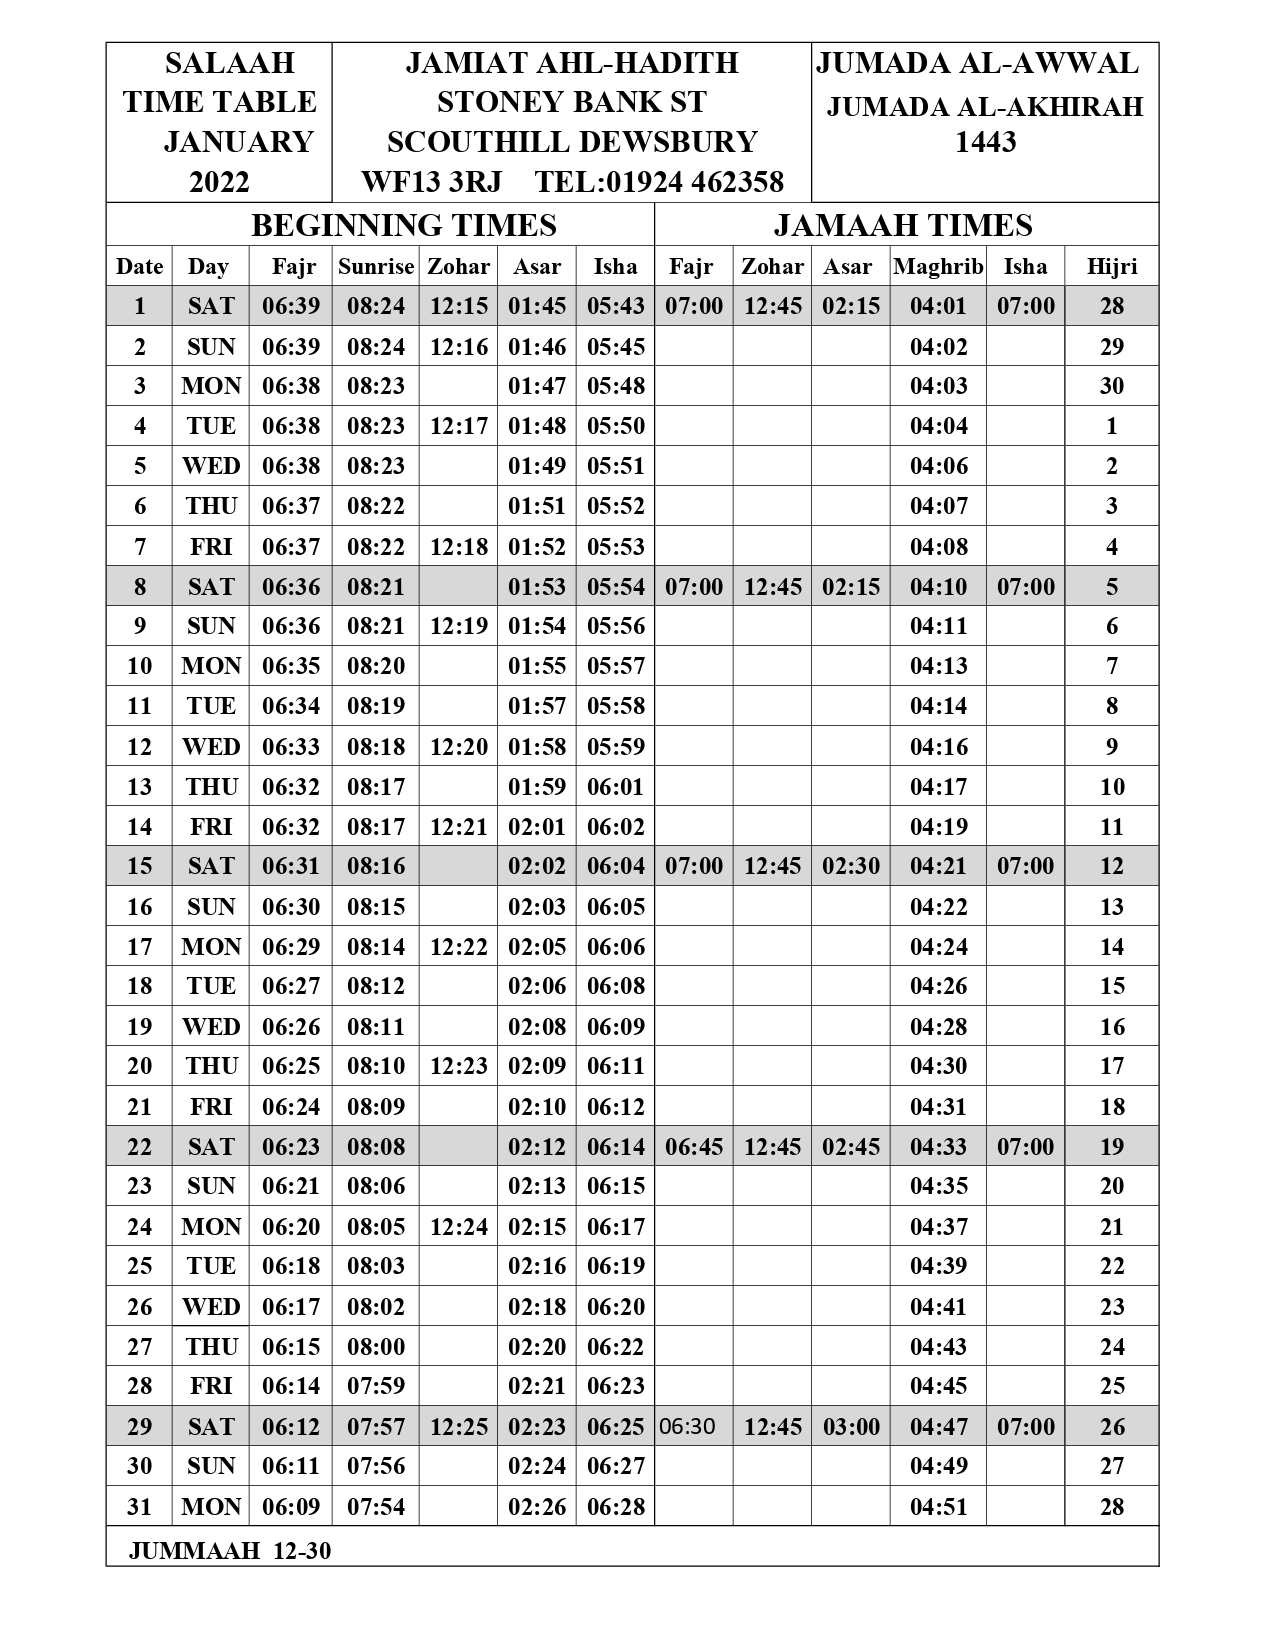 SALAAH
TIME TABLE
JANUARY
2022
JAMIAT AHL-HADITH
STONEY BANK ST
SCOUTHILL DEWSBURY
WF13 3RJ TEL:01924 462358
JUMADA AL-AWWAL
JUMADA AL-AKHIRAH
1443
BEGINNING TIMES JAMAAH TIMES
Date Day Fajr Sunrise Zohar Asar Isha Fajr Zohar Asar Maghrib Isha Hijri
1 SAT 06:39 08:24 12:15 01:45 05:43 07:00 12:45 02:15 04:01 07:00 28
2 SUN 06:39 08:24 12:16 01:46 05:45 04:02 29
3 MON 06:38 08:23 01:47 05:48 04:03 30
4 TUE 06:38 08:23 12:17 01:48 05:50 04:04 1
5 WED 06:38 08:23 01:49 05:51 04:06 2
6 THU 06:37 08:22 01:51 05:52 04:07 3
7 FRI 06:37 08:22 12:18 01:52 05:53 04:08 4
8 SAT 06:36 08:21 01:53 05:54 07:00 12:45 02:15 04:10 07:00 5
9 SUN 06:36 08:21 12:19 01:54 05:56 04:11 6
10 MON 06:35 08:20 01:55 05:57 04:13 7
11 TUE 06:34 08:19 01:57 05:58 04:14 8
12 WED 06:33 08:18 12:20 01:58 05:59 04:16 9
13 THU 06:32 08:17 01:59 06:01 04:17 10
14 FRI 06:32 08:17 12:21 02:01 06:02 04:19 11
15 SAT 06:31 08:16 02:02 06:04 07:00 12:45 02:30 04:21 07:00 12
16 SUN 06:30 08:15 02:03 06:05 04:22 13
17 MON 06:29 08:14 12:22 02:05 06:06 04:24 14
18 TUE 06:27 08:12 02:06 06:08 04:26 15
19 WED 06:26 08:11 02:08 06:09 04:28 16
20 THU 06:25 08:10 12:23 02:09 06:11 04:30 17
21 FRI 06:24 08:09 02:10 06:12 04:31 18
22 SAT 06:23 08:08 02:12 06:14 06:45 12:45 02:45 04:33 07:00 19
23 SUN 06:21 08:06 02:13 06:15 04:35 20
24 MON 06:20 08:05 12:24 02:15 06:17 04:37 21
25 TUE 06:18 08:03 02:16 06:19 04:39 22
26 WED 06:17 08:02 02:18 06:20 04:41 23
27 THU 06:15 08:00 02:20 06:22 04:43 24
28 FRI 06:14 07:59 02:21 06:23 04:45 25
29 SAT 06:12 07:57 12:25 02:23 06:25 06:30 12:45 03:00 04:47 07:00 26
30 SUN 06:11 07:56 02:24 06:27 04:49 27
31 MON 06:09 07:54 02:26 06:28 04:51 28
JUMMAAH 12-30